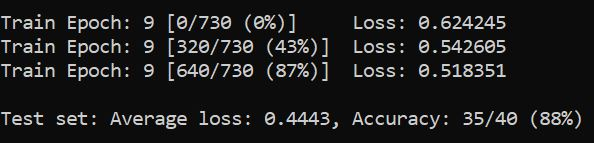 Train Epoch: 9 [0/730 (0%)]     Loss: 0.624245
Train Epoch: 9 [320/730 (43%)]  Loss: 0.542605
Train Epoch: 9 [640/730 (87%)]  Loss: 0.518351
Test set: Average loss: 0.4443, Accuracy: 35/40 (88%)